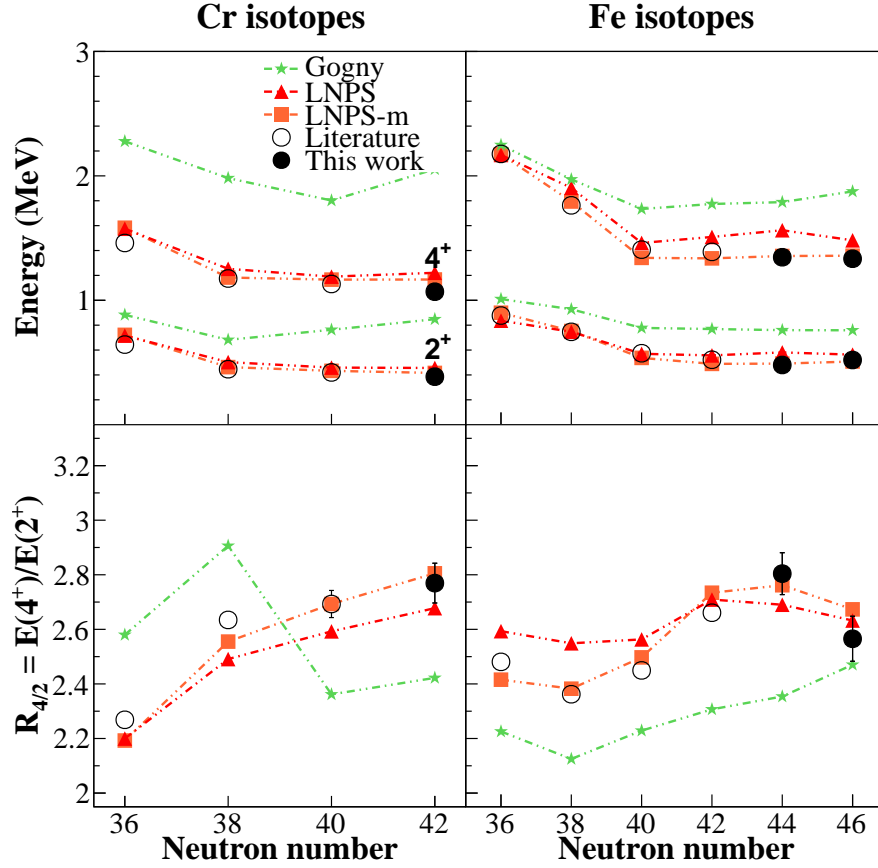 Cr isotopes
Fe isotopes
Energy (MeV)
3
2
1
Gogny
LNPS
LNPS-m
Literature
This work
4+
2+
R4/2 = E(4+)/E(2+)
3.2
3
2.8
2.6
2.4
2.2
2
36 38 40 42
36 38 40 42 44 46
Neutron number
Neutron number